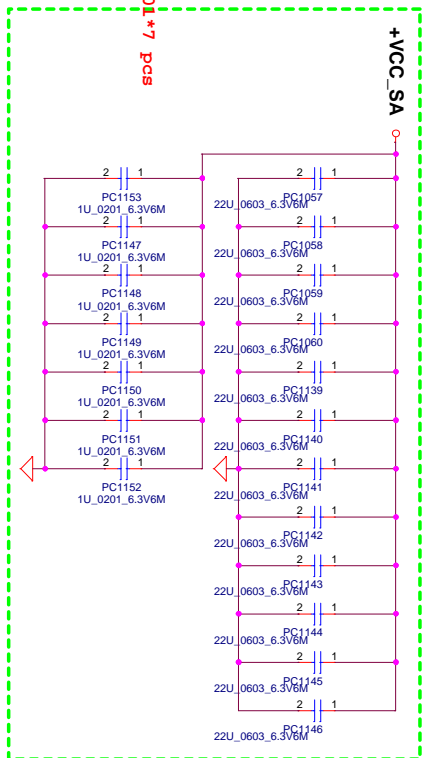 01*7 pcs
+VCC_SA
2 1
PC1153
1U_0201_6.3V6M
2 1
PC1147
1U_0201_6.3V6M
2 1
PC1148
1U_0201_6.3V6M
2 1
PC1149
1U_0201_6.3V6M
2 1
PC1150
1U_0201_6.3V6M
2 1
PC1151
1U_0201_6.3V6M
2 1
PC1152
1U_0201_6.3V6M
2 1
PC1057
22U_0603_6.3V6M
2 1
PC1058
22U_0603_6.3V6M
2 1
PC1059
22U_0603_6.3V6M
2 1
PC1060
22U_0603_6.3V6M
2 1
PC1139
22U_0603_6.3V6M
2 1
PC1140
22U_0603_6.3V6M
2 1
PC1141
22U_0603_6.3V6M
2 1
PC1142
22U_0603_6.3V6M
2 1
PC1143
22U_0603_6.3V6M
2 1
PC1144
22U_0603_6.3V6M
2 1
PC1145
22U_0603_6.3V6M
2 1
PC1146
22U_0603_6.3V6M